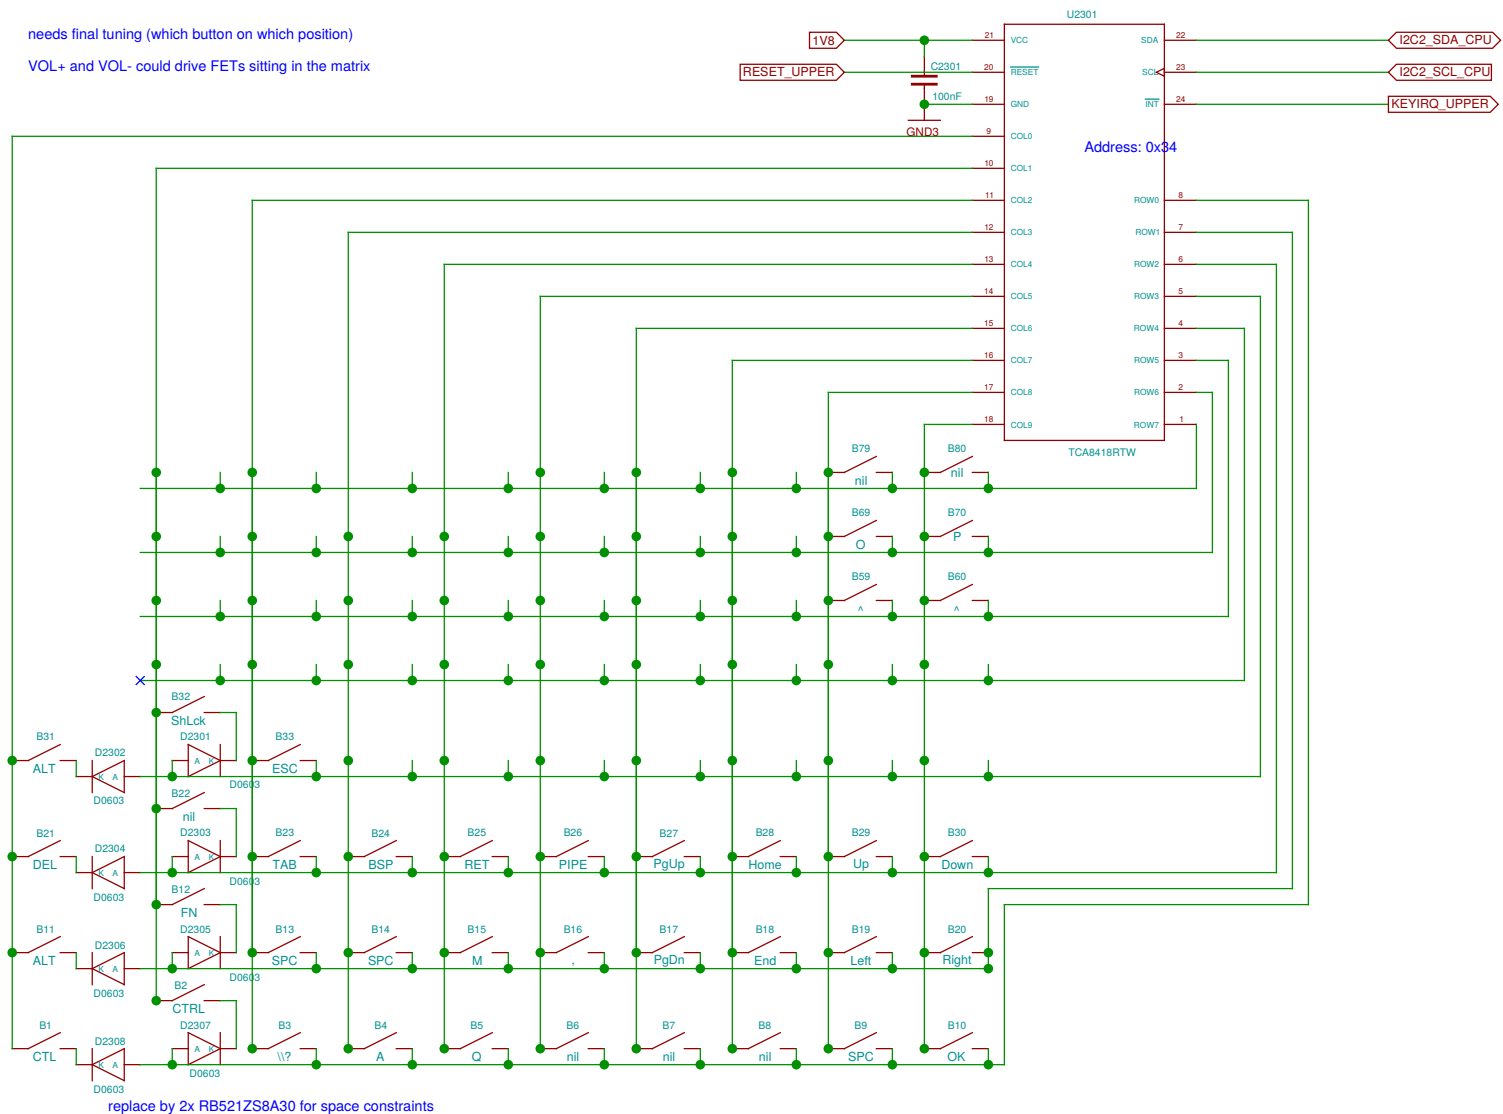 U2301
needs final tuning (which button on which position)
VOL+ and VOL- could drive FETs sitting in the matrix
1V8 21 VCC SDA 22 I2C2_SDA_CPU
C2301
RESET_UPPER 20 RESET SCL 23 I2C2_SCL_CPU
100nF
19 GND INT 24 KEYIRQ_UPPER
GND3
9 COL0
Address: 0x34
10 COL1
11 COL2 ROW0 8
12 COL3 ROW1 7
13 COL4 ROW2 6
14 COL5 ROW3 5
15 COL6 ROW4 4
16 COL7 ROW5 3
17 COL8 ROW6 2
18 COL9 ROW7 1
TCA8418RTW
B79 B80
nil nil
B69 B70
O P
B59 B60
^ ^
B32
ShLck
B31 D2302 D2301 B33
A K
ALT ESC
K A
D0603 D0603
B22
nil
B21 D2304 D2303 B23 B24 B25 B26 B27 B28 B29 B30
A K
DEL TAB BSP RET PIPE PgUp Home Up Down
K A
D0603 D0603
B12
FN
B11 D2306 D2305 B13 B14 B15 B16 B17 B18 B19 B20
A K
ALT SPC SPC M , PgDn End Left Right
K A
D0603 D0603
B2
CTRL
B1 D2308 D2307 B3 B4 B5 B6 B7 B8 B9 B10
A K
CTL \\? A Q nil nil nil SPC OK
K A
D0603 D0603
replace by 2x RB521ZS8A30 for space constraints